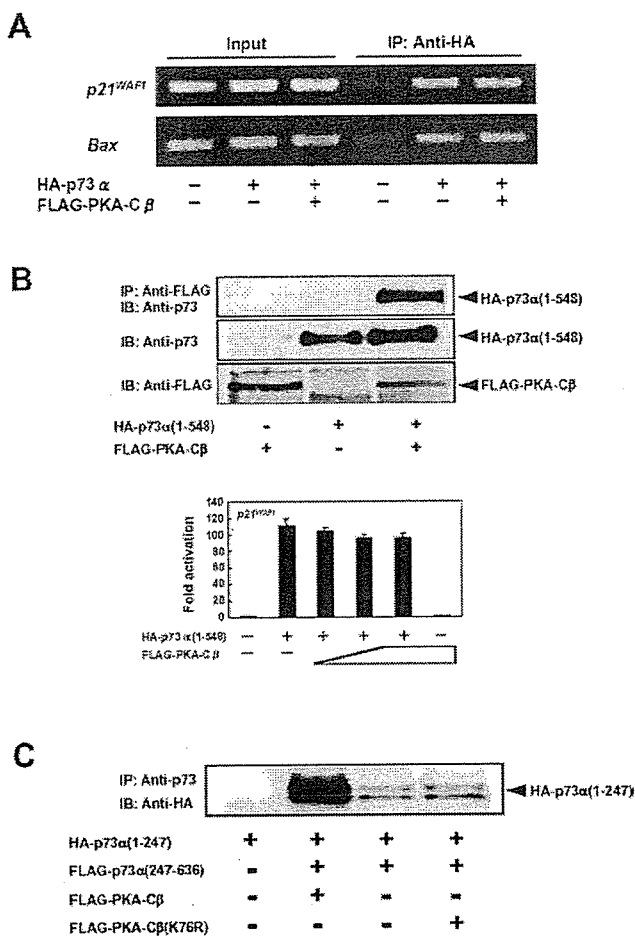 A
Input IP: Anti-HA
p21WAF1
Bax
HA-p73 α − + + − + +
FLAG-PKA-C β − − + − − +
B
IP: Anti-FLAG
IB: Anti-p73
HA-p73α(1-548)
IB: Anti-p73
HA-p73α(1-548)
IB: Anti-FLAG
FLAG-PKA-Cβ
HA-p73α(1-548) - + +
FLAG-PKA-Cβ + - +
140
120
100
80
60
40
20
0
Fold activation
p21WAF1
HA-p73α(1-548) − + + + + −
FLAG-PKA-C β − −
C
IP: Anti-p73
IB: Anti-HA
HA-p73α(1-247)
HA-p73α(1-247) + + + +
FLAG-p73α(247-636) - + + +
FLAG-PKA-Cβ - + - -
FLAG-PKA-Cβ(K76R) - - - +